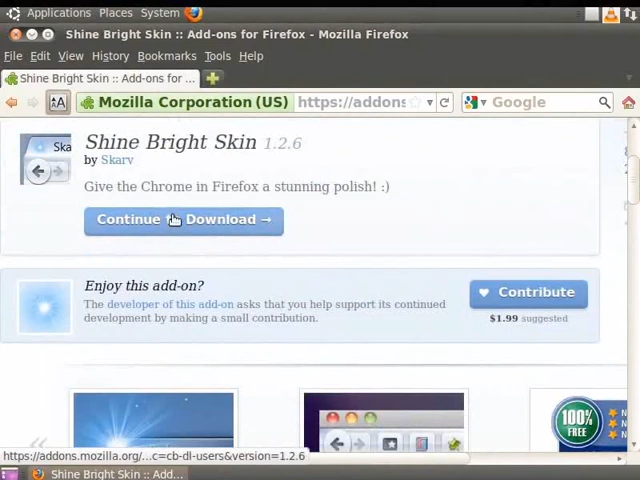 Applications Places System
Shine Bright Skin :: Add-ons for Firefox - Mozilla Firefox
File Edit View History Bookmarks Tools Help
Shine Bright Skin :: Add-ons for ...
Mozilla Corporation (US) https://addons Google
Ska
Shine Bright Skin 1.2.6
by Skarv
Give the Chrome in Firefox a stunning polish! :)
Continue Download →
Enjoy this add-on?
The developer of this add-on asks that you help support its continued
development by making a small contribution.
Contribute
$1.99 suggested
100%
FREE
https://addons.mozilla.org/...c=cb-dl-users&version=1.2.6
Shine Bright Skin :: Add...